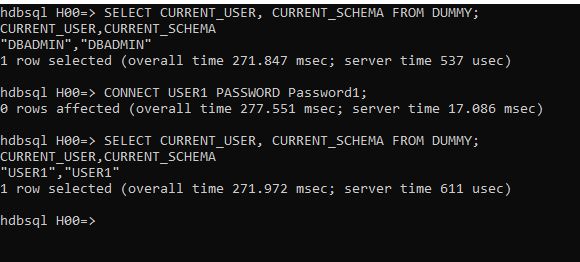 hdbsql H00=> SELECT CURRENT_USER, CURRENT_SCHEMA FROM DUMMY;
CURRENT_USER,CURRENT_SCHEMA
"DBADMIN","DBADMIN"
1 row selected (overall time 271.847 msec; server time 537 usec)
hdbsql H00=> CONNECT USER1 PASSWORD Password1;
0 rows affected (overall time 277.551 msec; server time 17.086 msec)
hdbsql H00=> SELECT CURRENT_USER, CURRENT_SCHEMA FROM DUMMY;
CURRENT_USER,CURRENT_SCHEMA
"USER1","USER1"
1 row selected (overall time 271.972 msec; server time 611 usec)
hdbsql H00=>